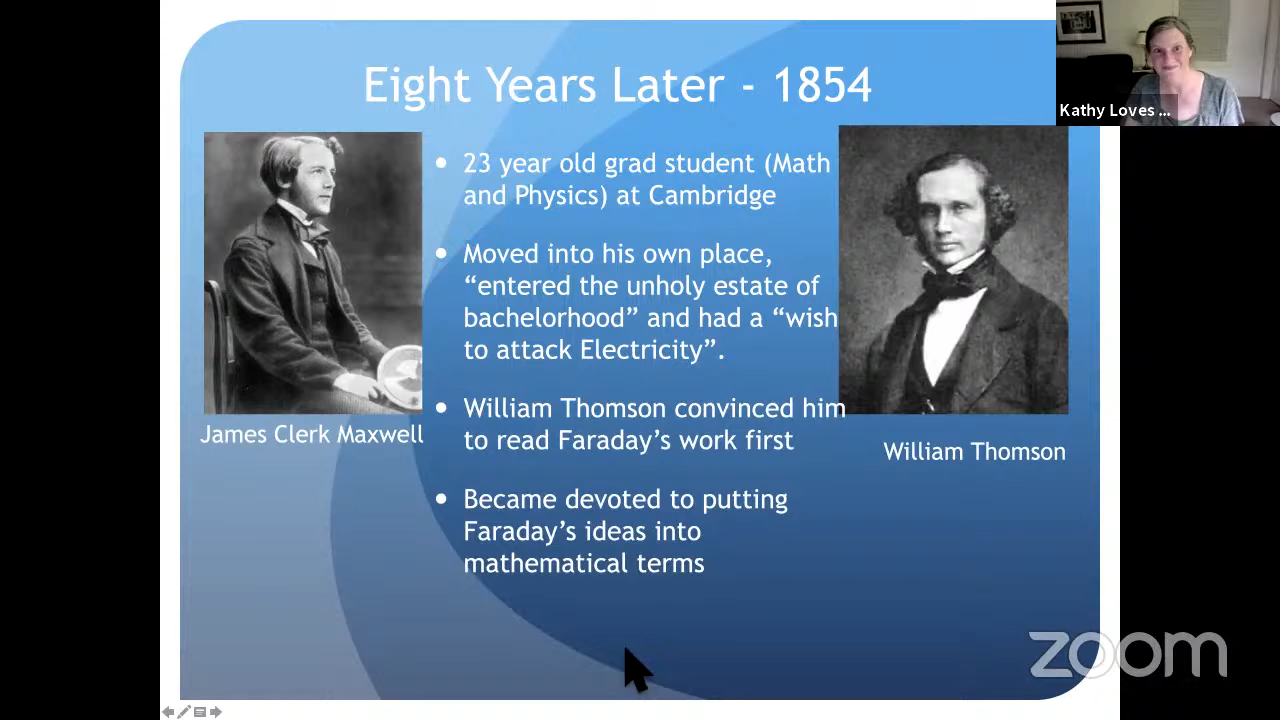 Eight Years Later - 1854
Kathy Loves ...
• 23 year old grad student (Math
and Physics) at Cambridge
• Moved into his own place,
“entered the unholy estate of
bachelorhood” and had a “wish
to attack Electricity”.
• William Thomson convinced him
to read Faraday’s work first
• Became devoted to putting
Faraday’s ideas into
mathematical terms
James Clerk Maxwell
William Thomson
zoom